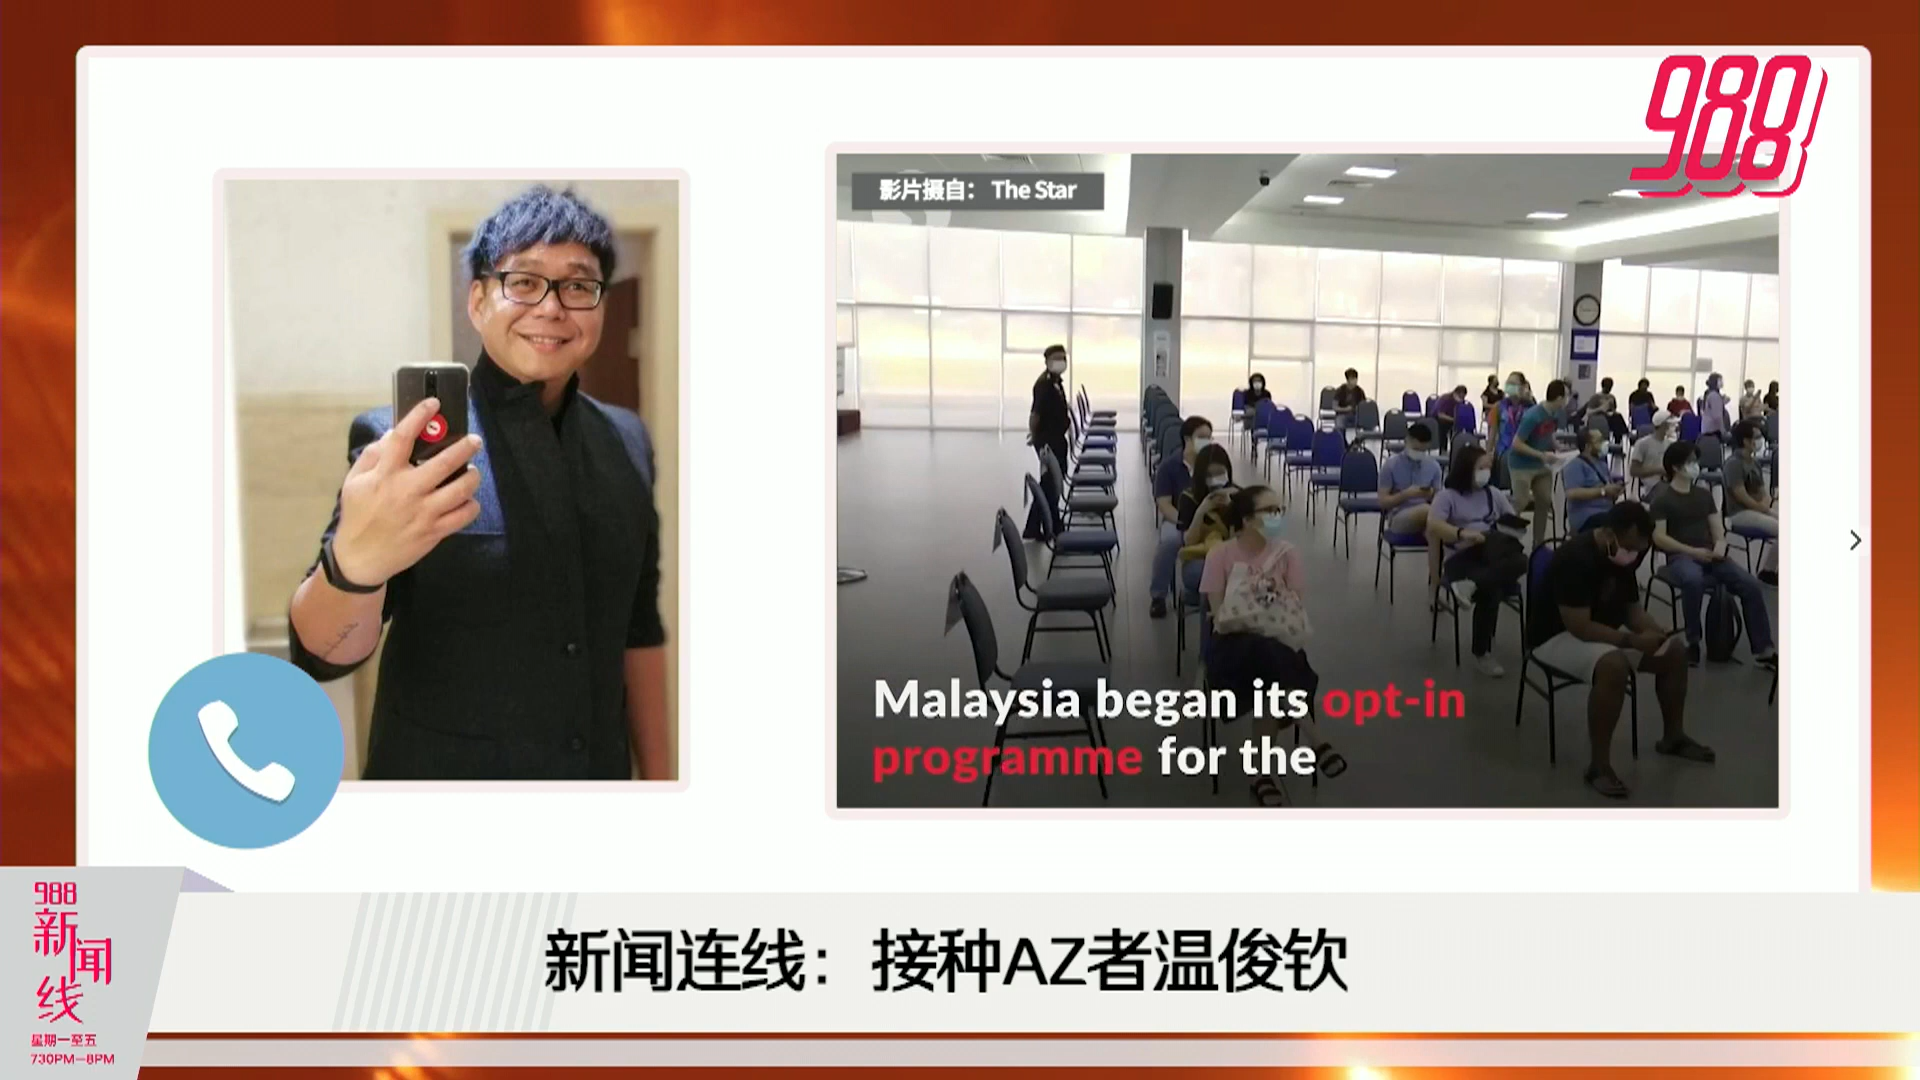 988
影片摄自： The Star
Malaysia began its opt-in
programme for the
988
新闻线
星期一至五
730PM-8PM
新闻连线：接种AZ者温俊钦